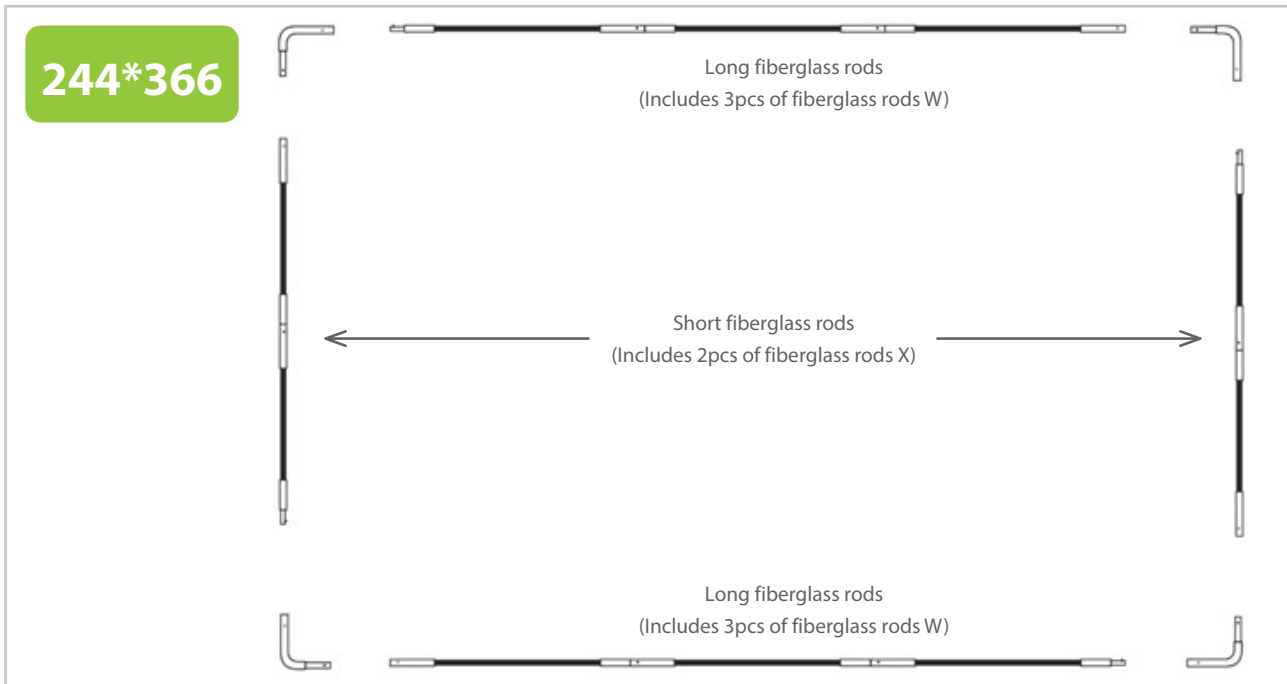 244*366
Long fiberglass rods
(Includes 3pcs of fiberglass rods W)
Short fiberglass rods
(Includes 2pcs of fiberglass rods X)
Long fiberglass rods
(Includes 3pcs of fiberglass rods W)